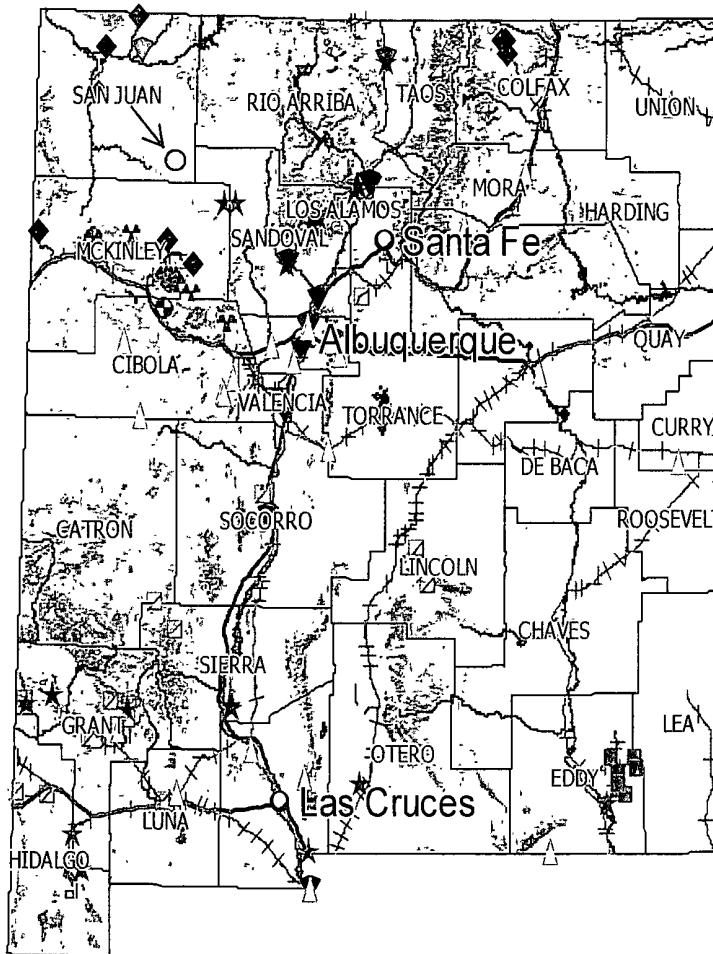 SAN JUAN
RIO ARRIBA
TAOS
COLFAX
UNION
MORA
HARDING
LOS ALAMOS
SANDOVAL
MCKINLEY
Santa Fe
Albuquerque
QUAY
CIBOLA
VALENCIA
TORRANCE
CURRY
DE BACA
CATRON
SOCORRO
ROOSEVELT
LINCOLN
CHAVES
SIERRA
GRANT
LEA
OTERO
EDDY
Las Cruces
LUNA
HIDALGO